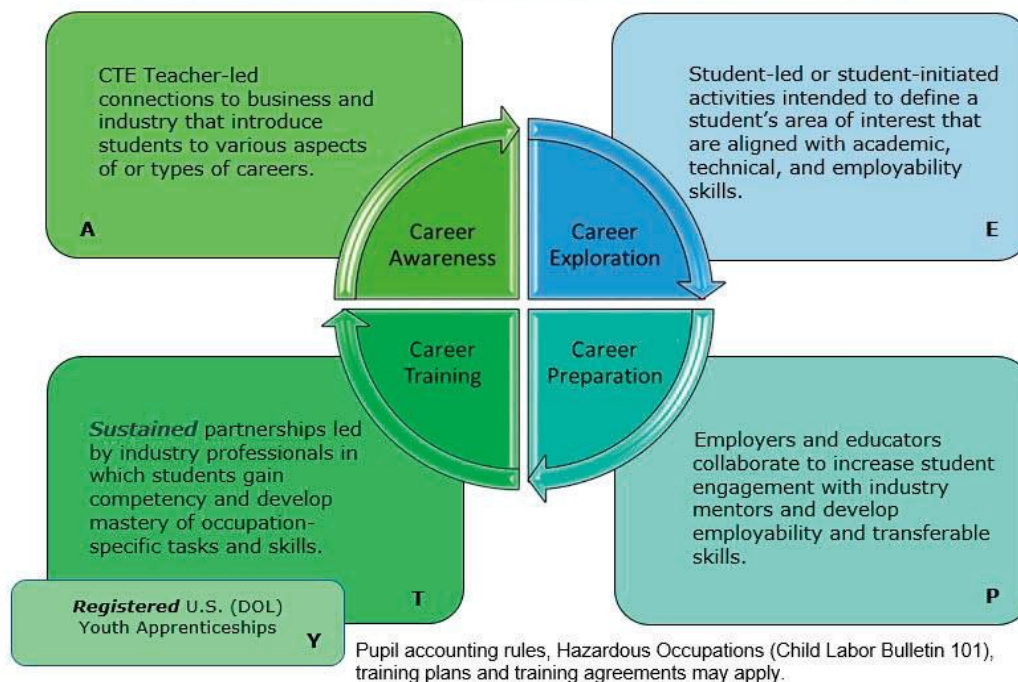 CTE Teacher-led
connections to business and
industry that introduce
students to various aspects
of or types of careers.
A
Student-led or student-initiated
activities intended to define a
student’s area of interest that
are aligned with academic,
technical, and employability
skills.
E
Career
Awareness
Career
Exploration
Career
Training
Career
Preparation
Sustained partnerships led
by industry professionals in
which students gain
competency and develop
mastery of occupation-
specific tasks and skills.
T
Registered U.S. (DOL)
Youth Apprenticeships
Y
Employers and educators
collaborate to increase student
engagement with industry
mentors and develop
employability and transferable
skills.
P
Pupil accounting rules, Hazardous Occupations (Child Labor Bulletin 101),
training plans and training agreements may apply.